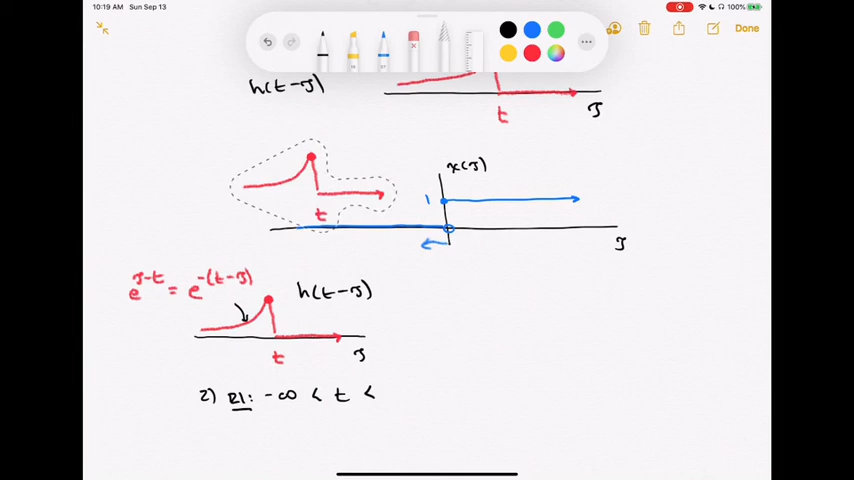 10:19 AM Sun Sep 13
100%
Done
h(t-τ)
t
τ
x(τ)
1
t
τ
e^{τ-t} = e^{-(t-τ)}
h(t-τ)
t
τ
2) R1: -∞ < t <